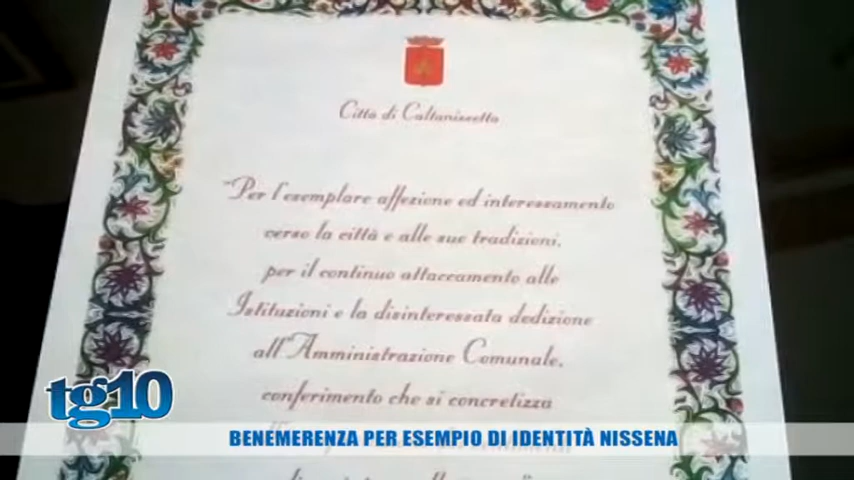 Città di Caltanissetta
"Per l'esemplare affezione ed interessamento
verso la città e alle sue tradizioni,
per il continuo attaccamento alle
Istituzioni e la disinteressata dedizione
all'Amministrazione Comunale,
conferimento che si concretizza
tg10
BENEMERENZA PER ESEMPIO DI IDENTITÀ NISSENA